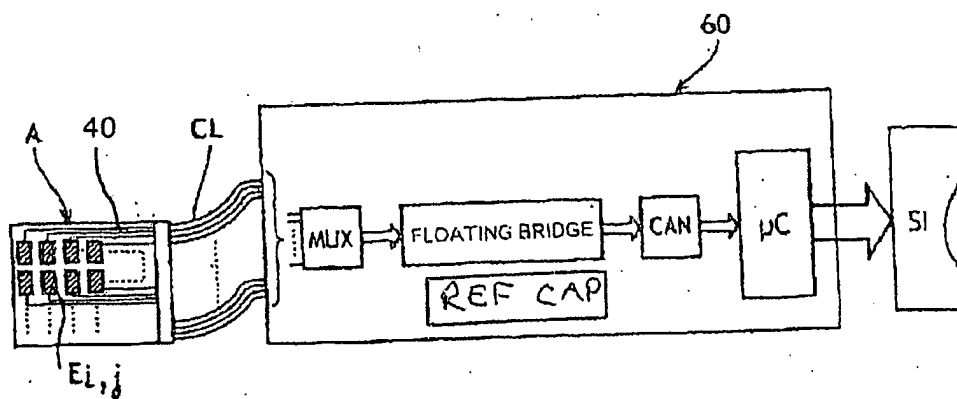 60
A
40
CL
MUX
FLOATING BRIDGE
CAN
µC
SI
REF CAP
Ei,j